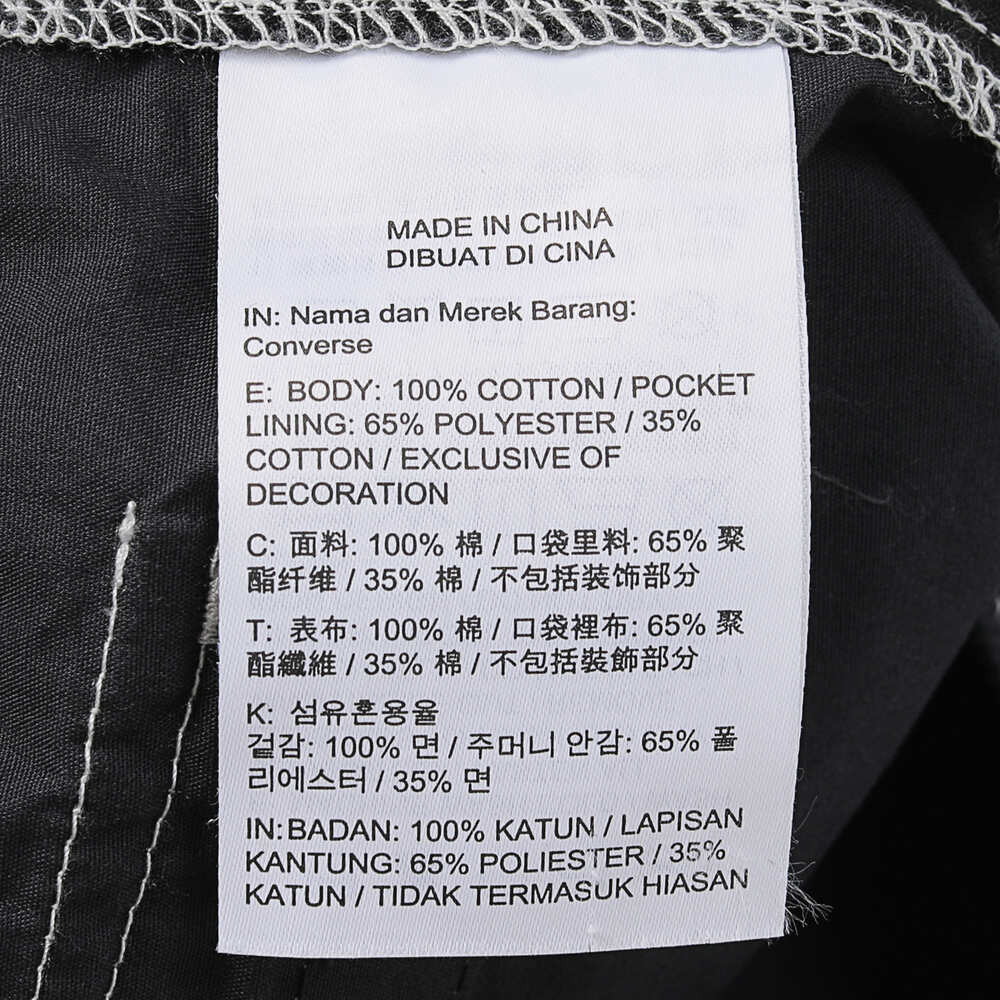 MADE IN CHINA
DIBUAT DI CINA
IN: Nama dan Merek Barang:
Converse
E: BODY: 100% COTTON / POCKET
LINING: 65% POLYESTER / 35%
COTTON / EXCLUSIVE OF
DECORATION
C: 面料: 100% 棉 / 口袋里料: 65% 聚
酯纤维 / 35% 棉 / 不包括装饰部分
T: 表布: 100% 棉 / 口袋裡布: 65% 聚
酯纖維 / 35% 棉 / 不包括裝飾部分
K: 섬유혼용율
겉감: 100% 면 / 주머니 안감: 65% 폴
리에스터 / 35% 면
IN: BADAN: 100% KATUN / LAPISAN
KANTUNG: 65% POLIESTER / 35%
KATUN / TIDAK TERMASUK HIASAN